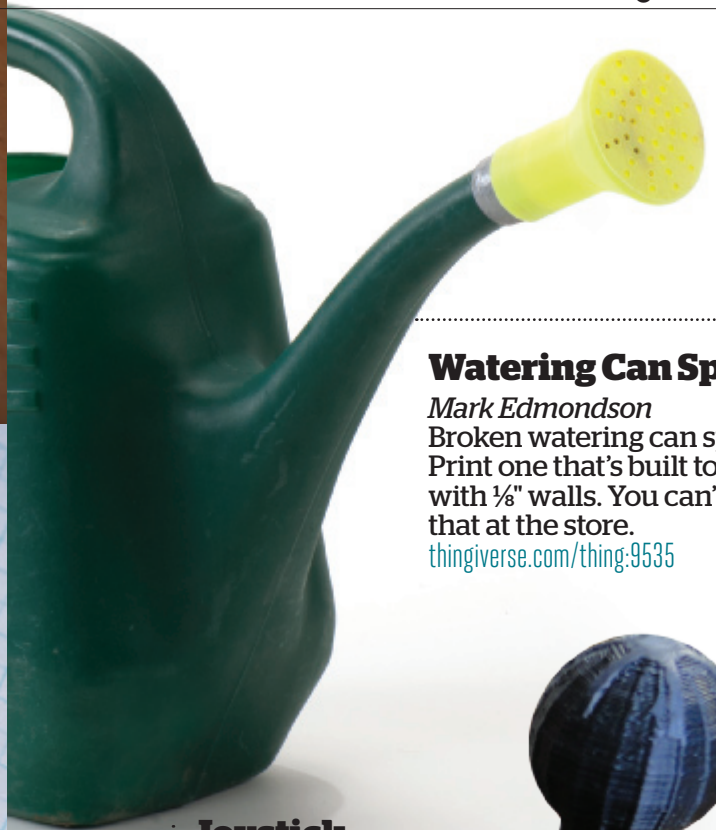 Watering Can Sp
Mark Edmondson
Broken watering can s
Print one that's built to
with ⅛" walls. You can'
that at the store.
thingiverse.com/thing:9535
Joystick